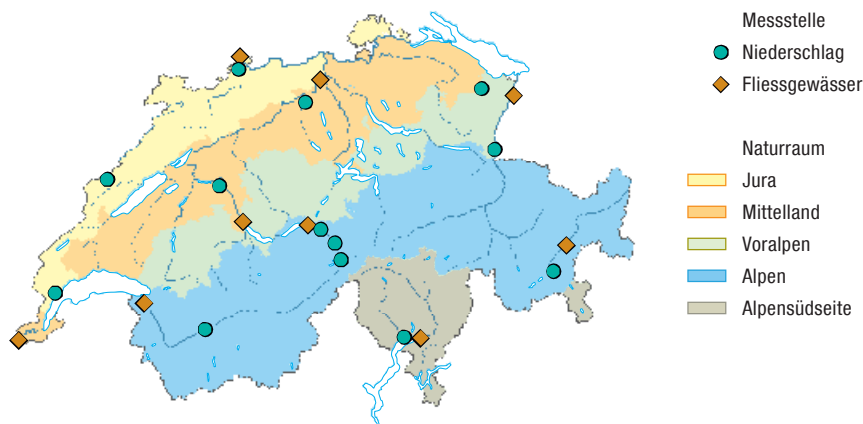 Messstelle
Niederschlag
Fliessgewässer
Naturraum
Jura
Mittelland
Voralpen
Alpen
Alpensüdseite